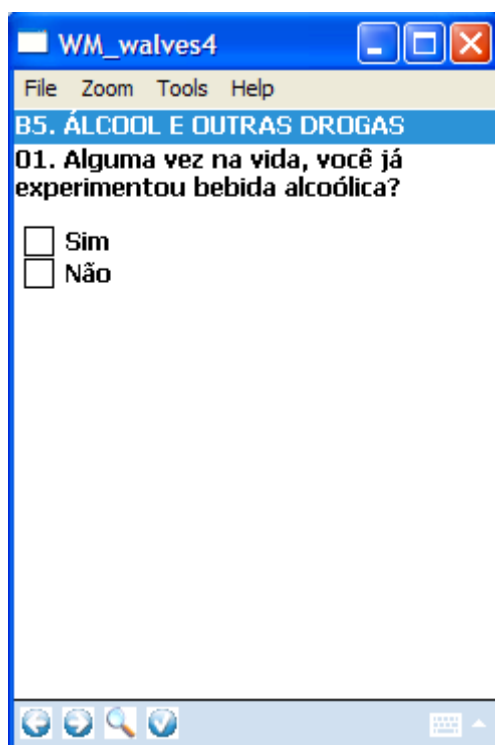 WM_walves4
File Zoom Tools Help
B5. ÁLCOOL E OUTRAS DROGAS
01. Alguma vez na vida, você já
experimentou bebida alcoólica?
Sim
Não